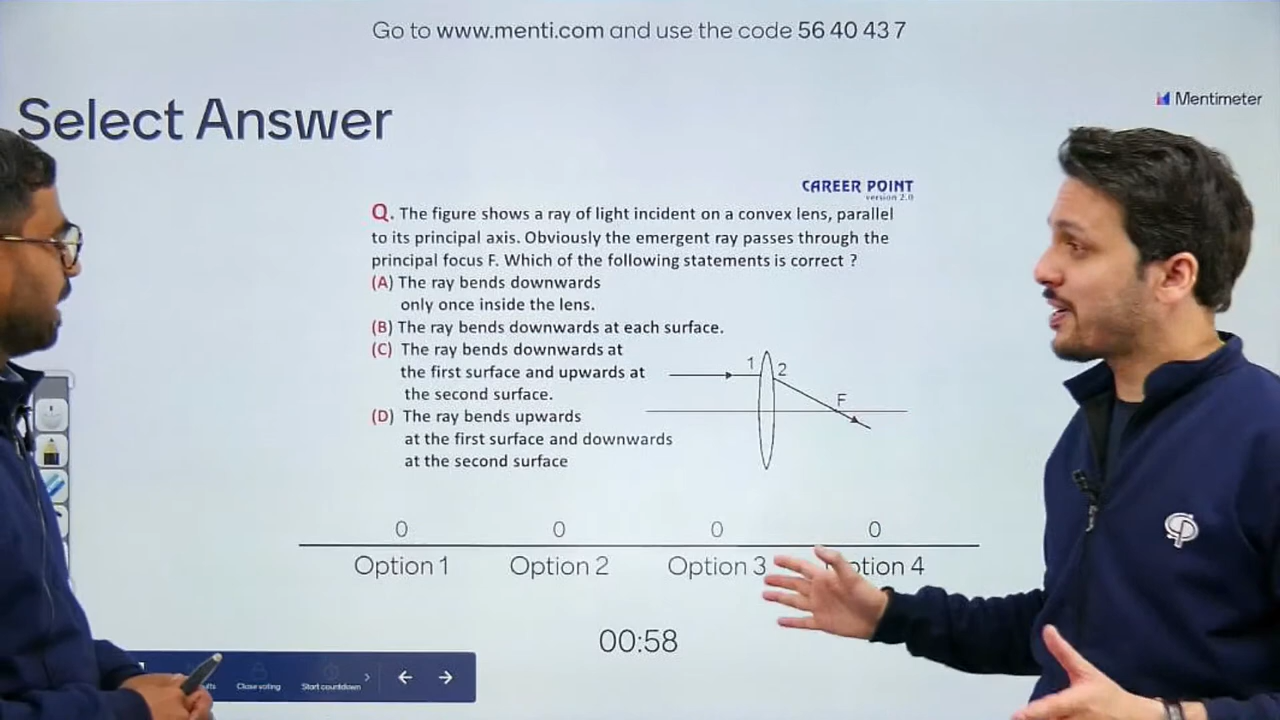 Go to www.menti.com and use the code 56 40 43 7
Select Answer
Mentimeter
CAREER POINT
version 2.0
Q. The figure shows a ray of light incident on a convex lens, parallel
to its principal axis. Obviously the emergent ray passes through the
principal focus F. Which of the following statements is correct ?
(A) The ray bends downwards
only once inside the lens.
(B) The ray bends downwards at each surface.
(C) The ray bends downwards at
the first surface and upwards at
the second surface.
(D) The ray bends upwards
at the first surface and downwards
at the second surface
1 2
F
0 0 0 0
Option 1 Option 2 Option 3 ption 4
00:58
Close voting Start countdown